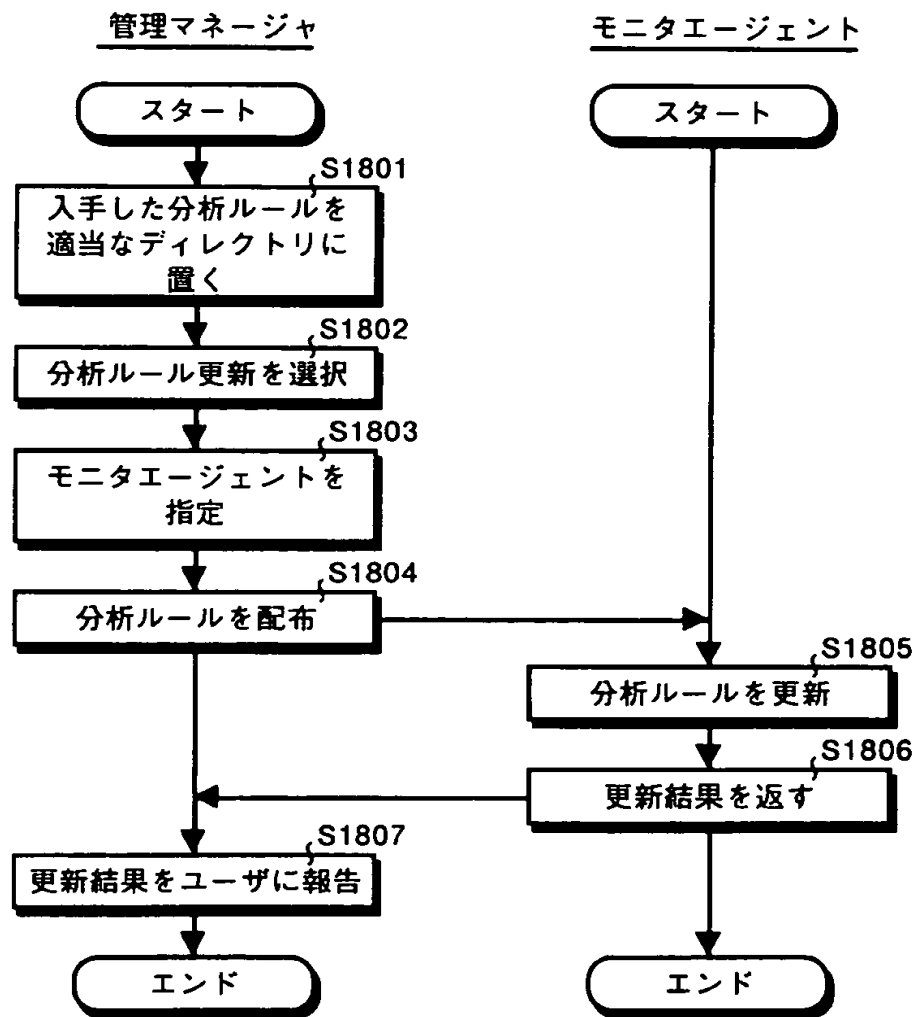 管理マネージャ
モニタエージェント
スタート
スタート
S1801
入手した分析ルールを
適当なディレクトリに
置く
S1802
分析ルール更新を選択
S1803
モニタエージェントを
指定
S1804
分析ルールを配布
S1805
分析ルールを更新
S1806
更新結果を返す
S1807
更新結果をユーザに報告
エンド
エンド